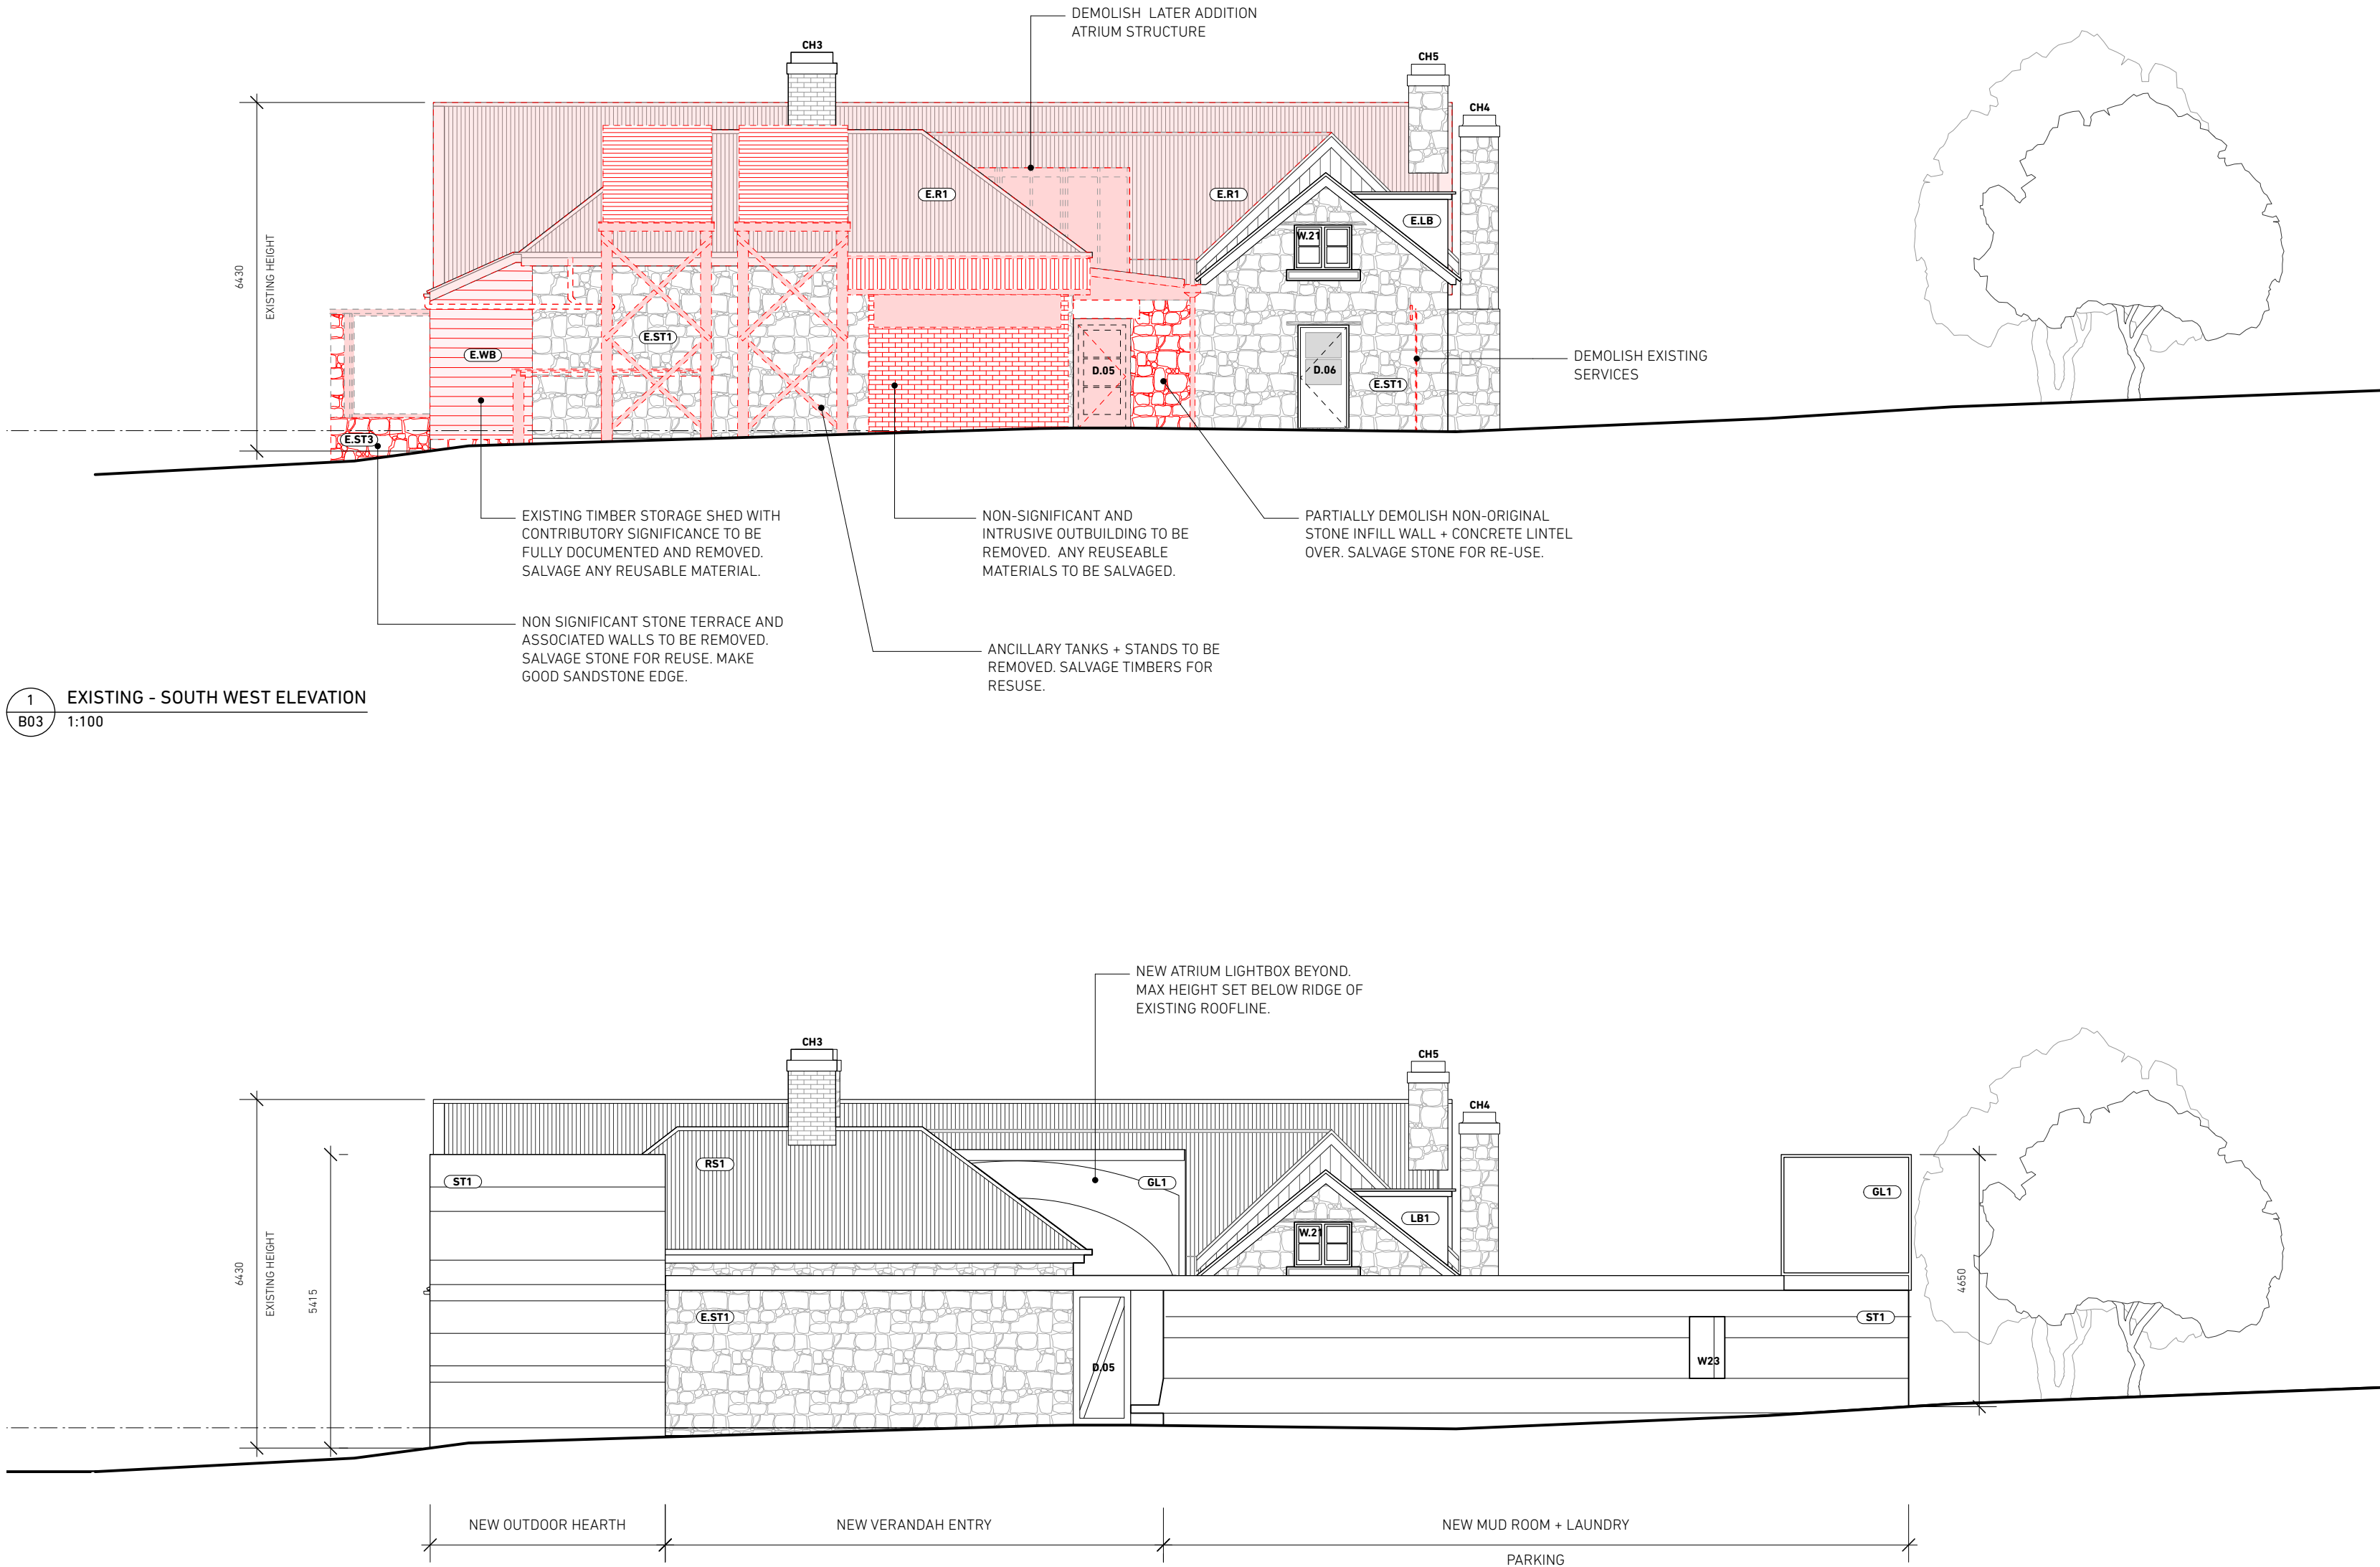 DEMOLISH LATER ADDITION
ATRIUM STRUCTURE
CH3
CH5
CH4
E.R1
E.R1
E.LB
W.21
6430
EXISTING HEIGHT
E.ST1
E.WB
D.05
D.06
E.ST1
DEMOLISH EXISTING
SERVICES
E.ST3
EXISTING TIMBER STORAGE SHED WITH
CONTRIBUTORY SIGNIFICANCE TO BE
FULLY DOCUMENTED AND REMOVED.
SALVAGE ANY REUSABLE MATERIAL.
NON-SIGNIFICANT AND
INTRUSIVE OUTBUILDING TO BE
REMOVED. ANY REUSEABLE
MATERIALS TO BE SALVAGED.
PARTIALLY DEMOLISH NON-ORIGINAL
STONE INFILL WALL + CONCRETE LINTEL
OVER. SALVAGE STONE FOR RE-USE.
NON SIGNIFICANT STONE TERRACE AND
ASSOCIATED WALLS TO BE REMOVED.
SALVAGE STONE FOR REUSE. MAKE
GOOD SANDSTONE EDGE.
ANCILLARY TANKS + STANDS TO BE
REMOVED. SALVAGE TIMBERS FOR
RESUSE.
1
B03
EXISTING - SOUTH WEST ELEVATION
1:100
NEW ATRIUM LIGHTBOX BEYOND.
MAX HEIGHT SET BELOW RIDGE OF
EXISTING ROOFLINE.
CH3
CH5
CH4
RS1
ST1
GL1
GL1
LB1
W.21
6430
EXISTING HEIGHT
5415
4650
E.ST1
ST1
D.05
W23
NEW OUTDOOR HEARTH
NEW VERANDAH ENTRY
NEW MUD ROOM + LAUNDRY
PARKING